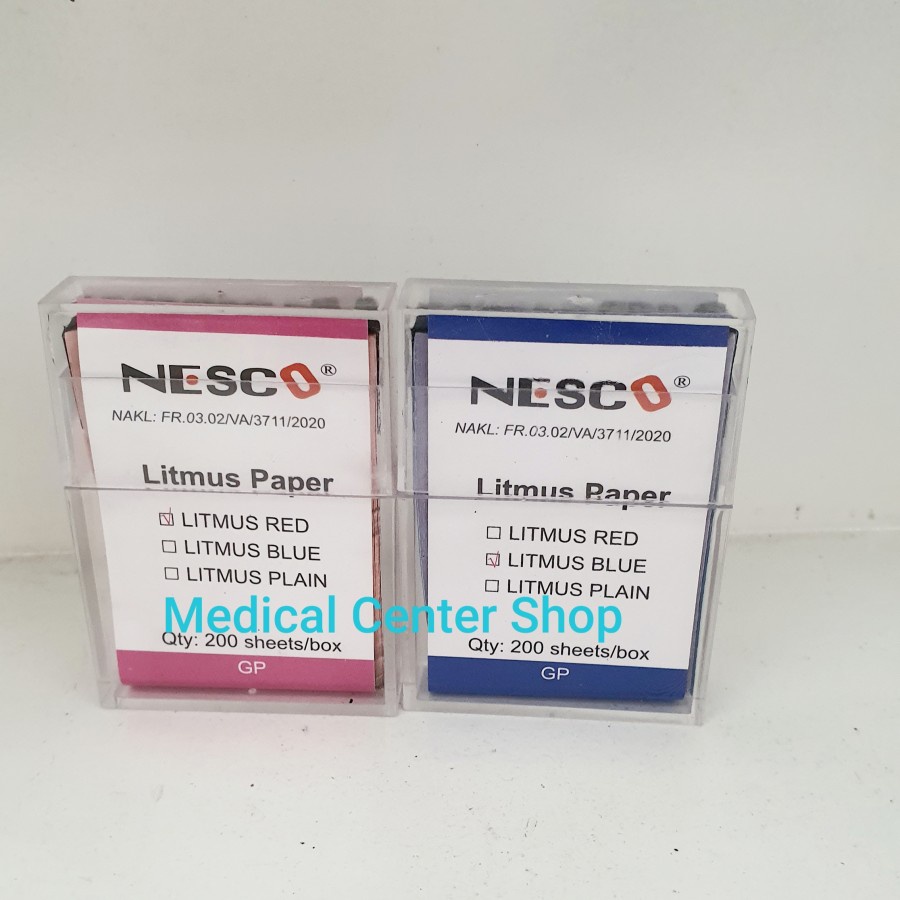 NESCO®
NAKL: FR.03.02/VA/3711/2020
Litmus Paper
☑ LITMUS RED
☐ LITMUS BLUE
☐ LITMUS PLAIN
Qty: 200 sheets/box
GP
NESCO®
NAKL: FR.03.02/VA/3711/2020
Litmus Paper
☐ LITMUS RED
☑ LITMUS BLUE
☐ LITMUS PLAIN
Qty: 200 sheets/box
GP
Medical Center Shop